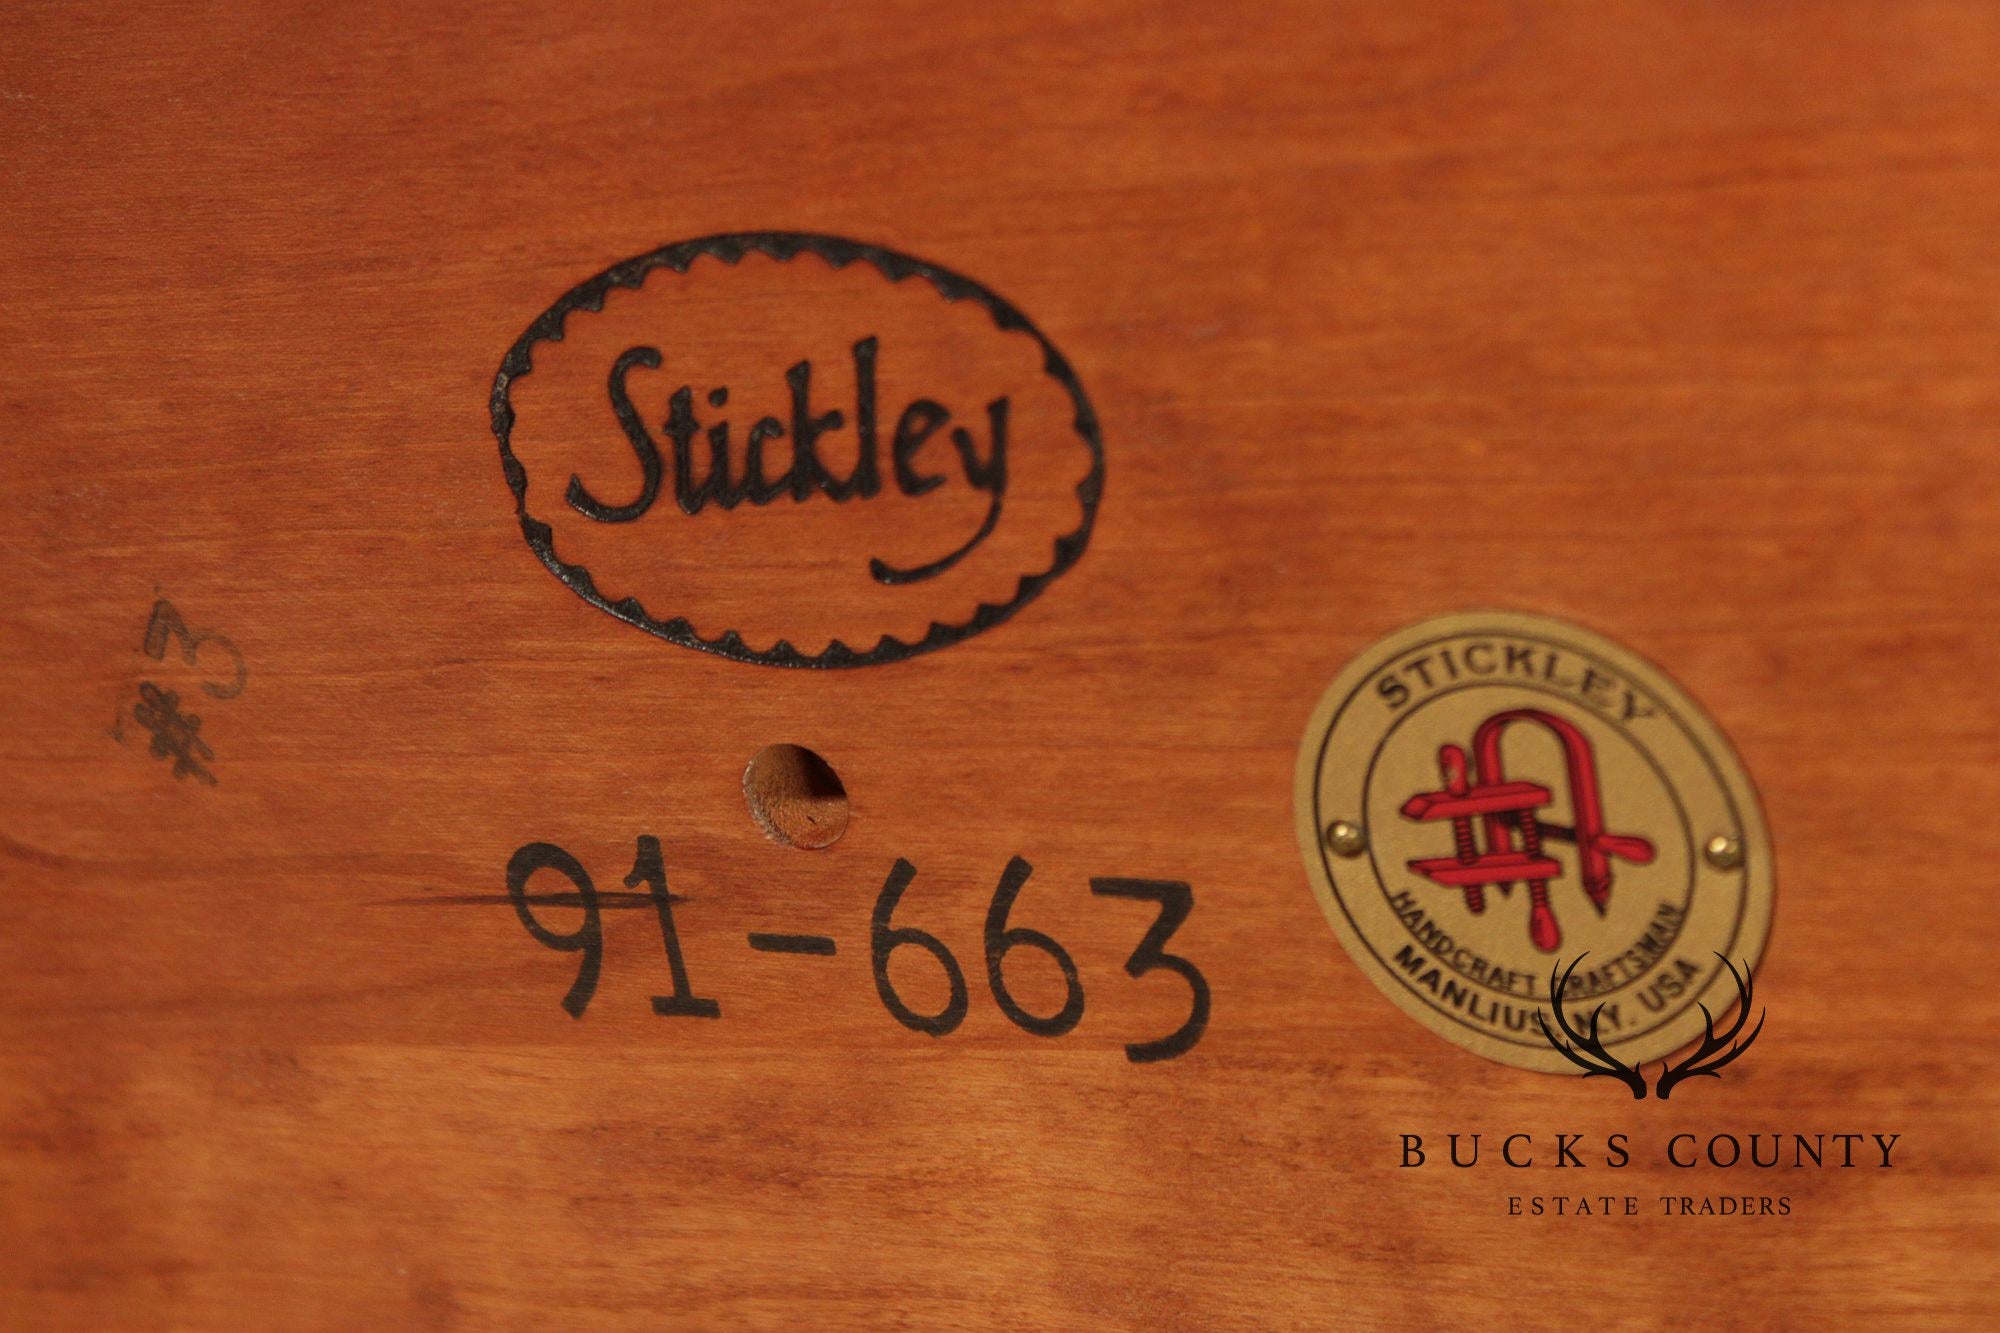 Stickley
#3
91-663
STICKLEY
HANDCRAFT CRAFTSMAN
MANLIUS, N.Y. USA
BUCKS COUNTY
ESTATE TRADERS